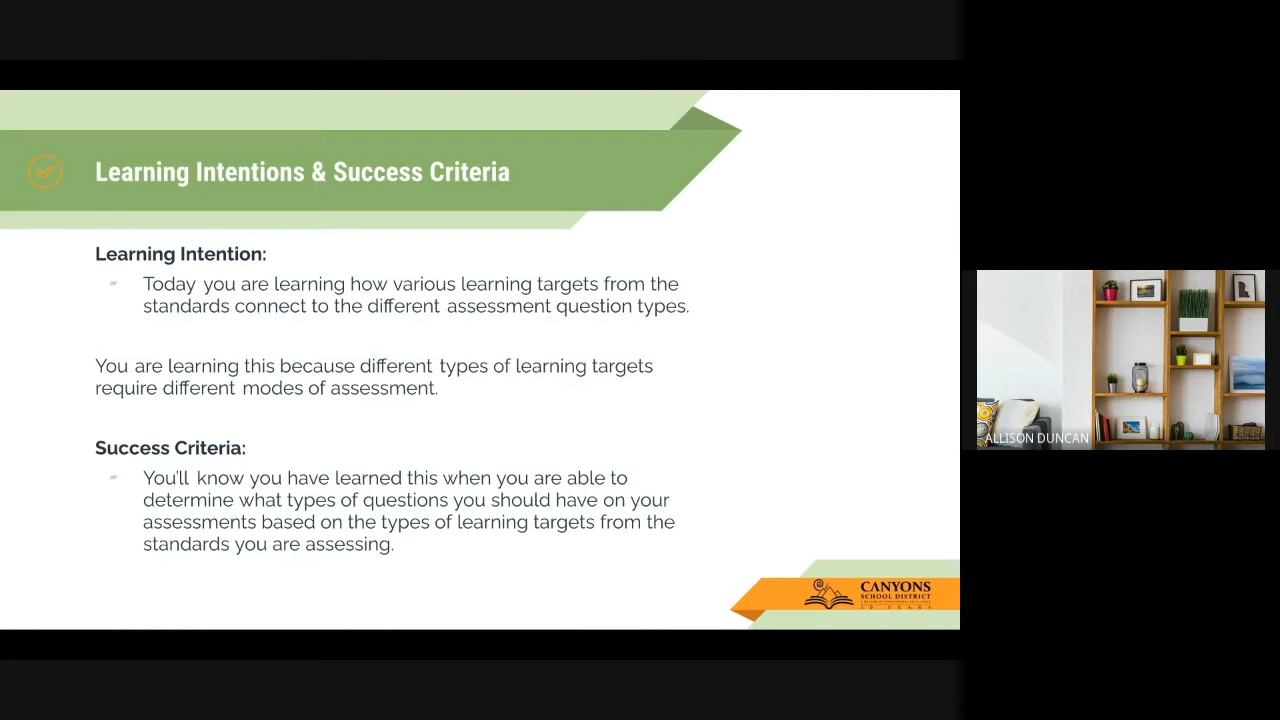 Learning Intentions & Success Criteria
Learning Intention:
Today you are learning how various learning targets from the
standards connect to the different assessment question types.
You are learning this because different types of learning targets
require different modes of assessment.
Success Criteria:
You'll know you have learned this when you are able to
determine what types of questions you should have on your
assessments based on the types of learning targets from the
standards you are assessing.
CANYONS
SCHOOL DISTRICT
ALLISON DUNCAN